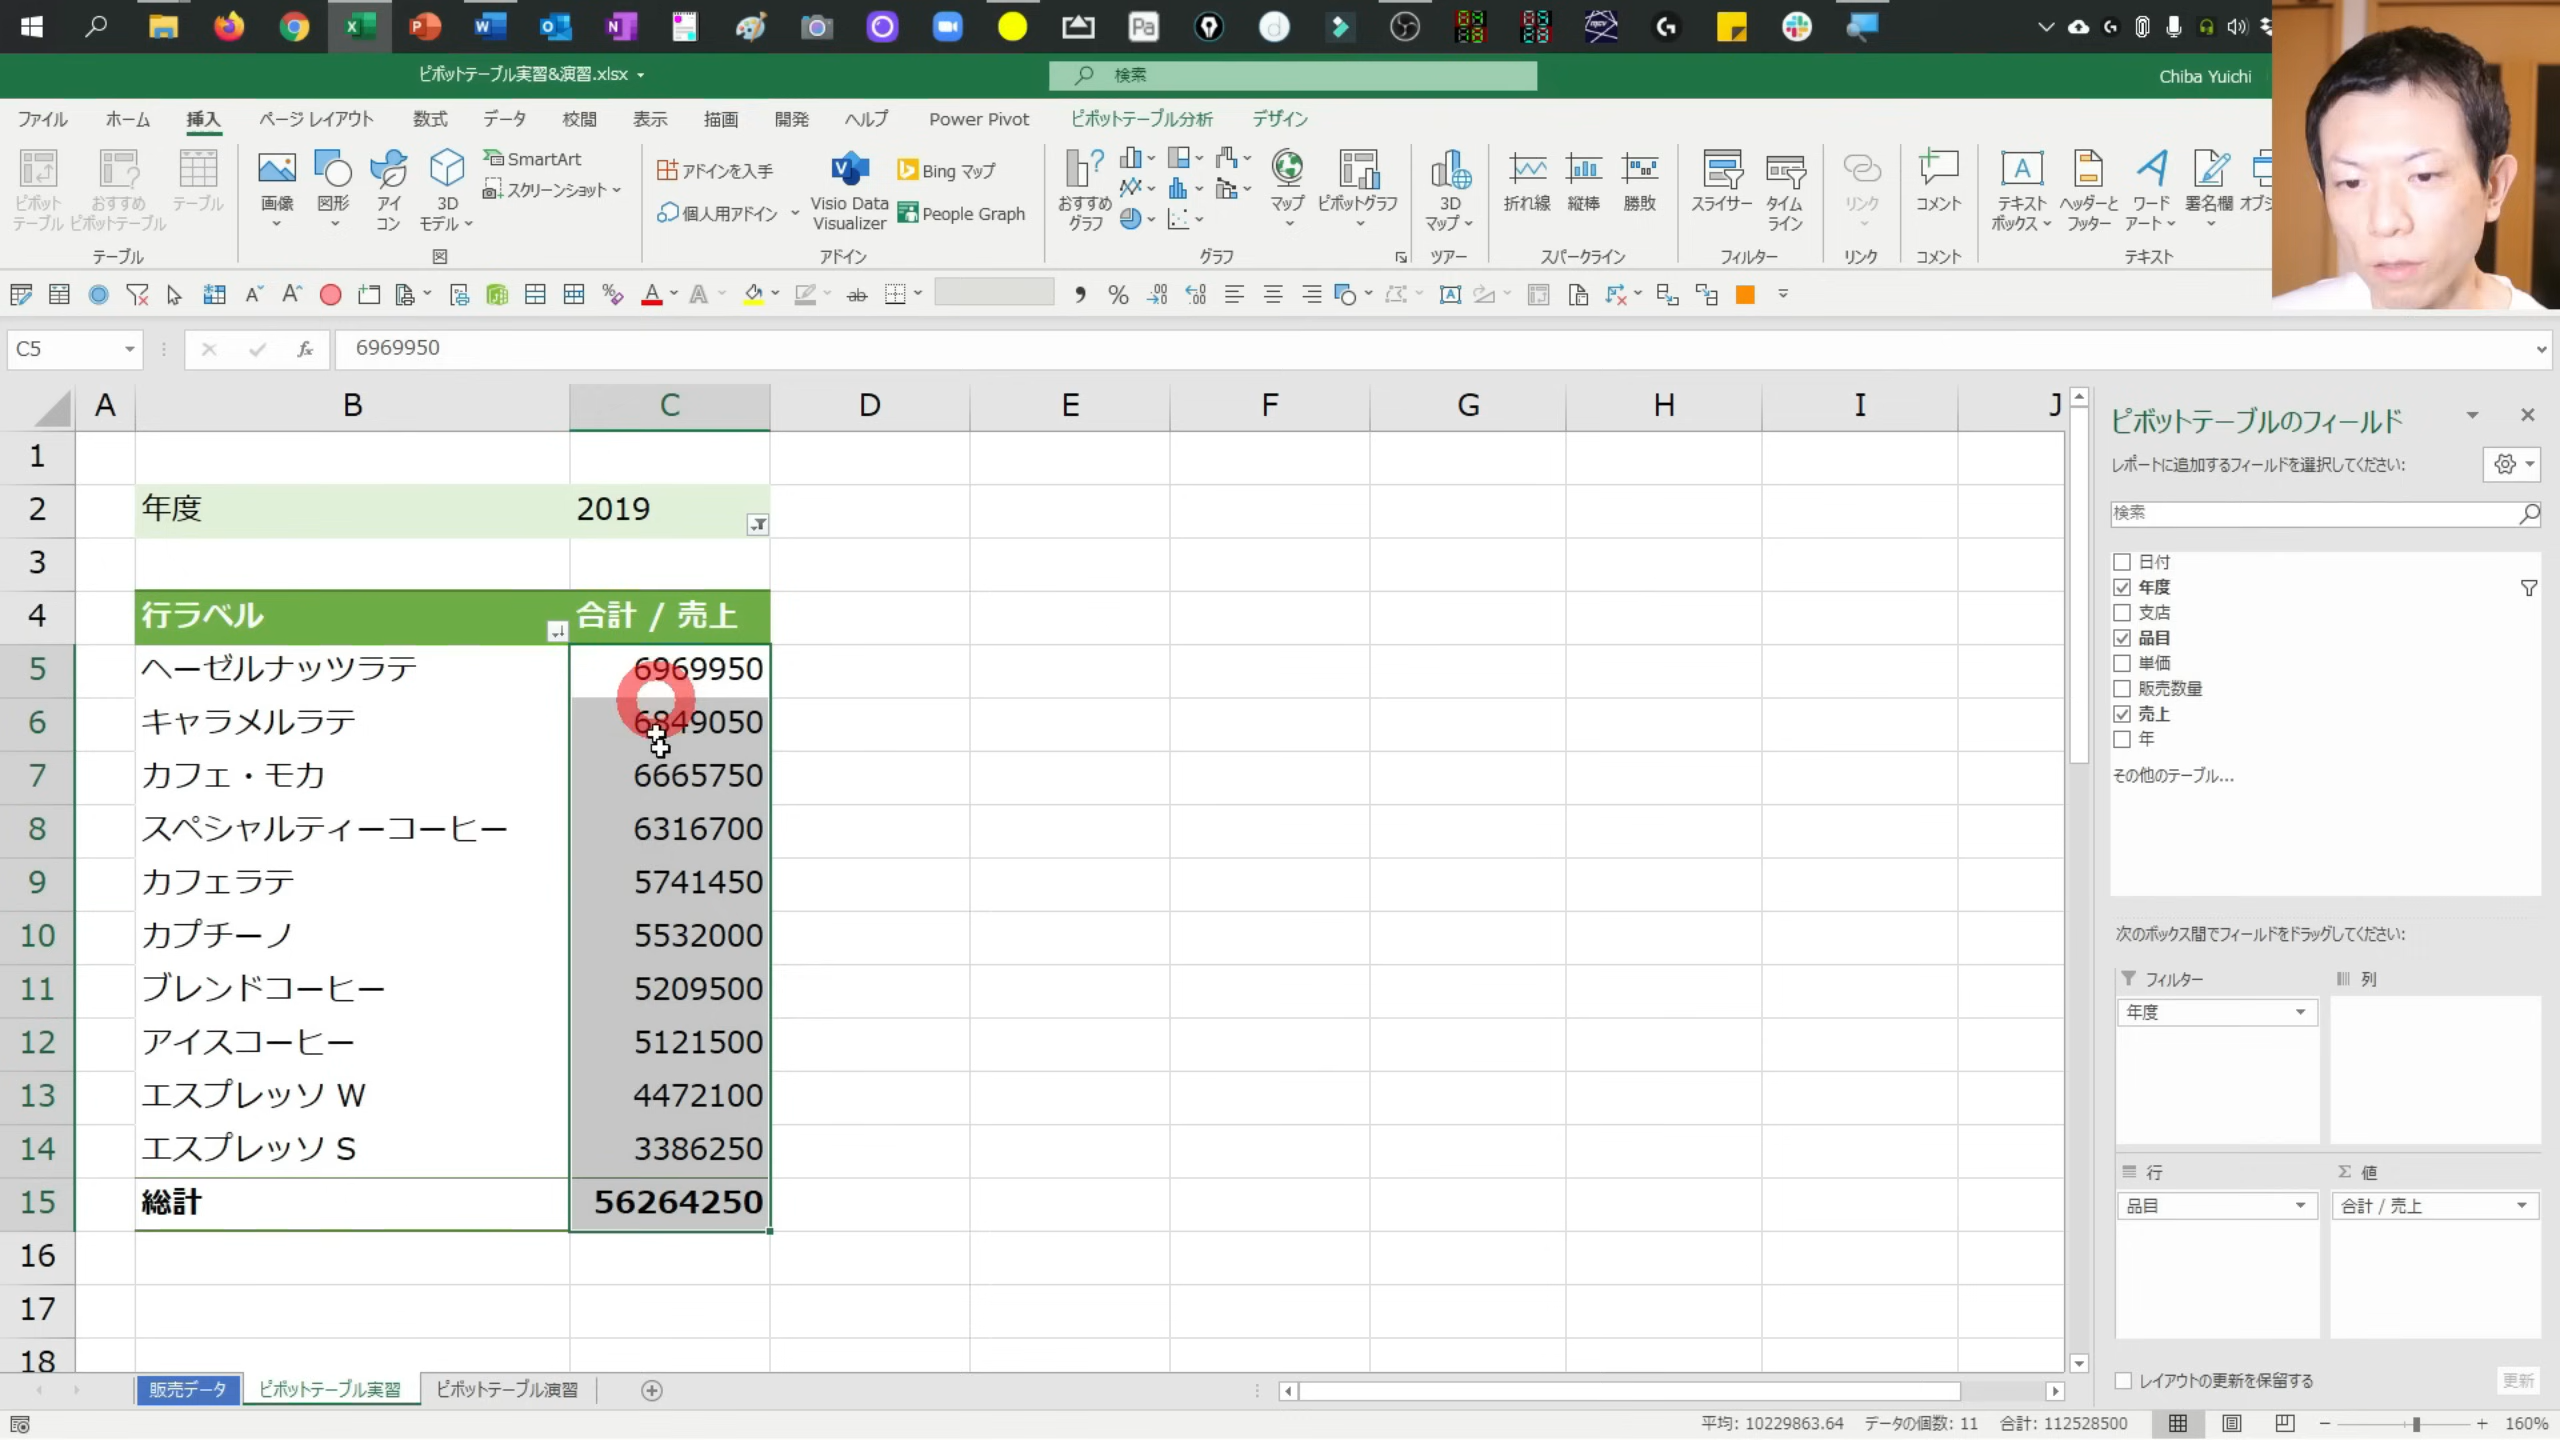 ピボットテーブル実習&演習.xlsx
検索
Chiba Yuichi
ファイル ホーム 挿入 ページ レイアウト 数式 データ 校閲 表示 描画 開発 ヘルプ Power Pivot ピボットテーブル分析 デザイン
ピボット
テーブル
おすすめ
ピボットテーブル
テーブル
テーブル
画像
図形
アイ
コン
3D
モデル
SmartArt
スクリーンショット
図
アドインを入手
個人用アドイン
Visio Data
Visualizer
Bing マップ
People Graph
アドイン
おすすめ
グラフ
マップ
ピボットグラフ
グラフ
3D
マップ
ツアー
折れ線
縦棒
勝敗
スパークライン
スライサー
タイム
ライン
フィルター
リンク
リンク
コメント
コメント
テキスト
ボックス
ヘッダーと
フッター
ワード
アート
署名欄
オブジ
テキスト
C5
fx
6969950
A B C D E F G H I J
1
2 年度 2019
3
4 行ラベル 合計 / 売上
5 ヘーゼルナッツラテ 6969950
6 キャラメルラテ 6849050
7 カフェ・モカ 6665750
8 スペシャルティーコーヒー 6316700
9 カフェラテ 5741450
10 カプチーノ 5532000
11 ブレンドコーヒー 5209500
12 アイスコーヒー 5121500
13 エスプレッソ W 4472100
14 エスプレッソ S 3386250
15 総計 56264250
16
17
18
ピボットテーブルのフィールド
レポートに追加するフィールドを選択してください:
検索
日付
年度
支店
品目
単価
販売数量
売上
年
その他のテーブル...
次のボックス間でフィールドをドラッグしてください:
フィルター
列
年度
行
Σ 値
品目
合計 / 売上
レイアウトの更新を保留する
更新
販売データ ピボットテーブル実習 ピボットテーブル演習
平均: 10229863.64 データの個数: 11 合計: 112528500
160%